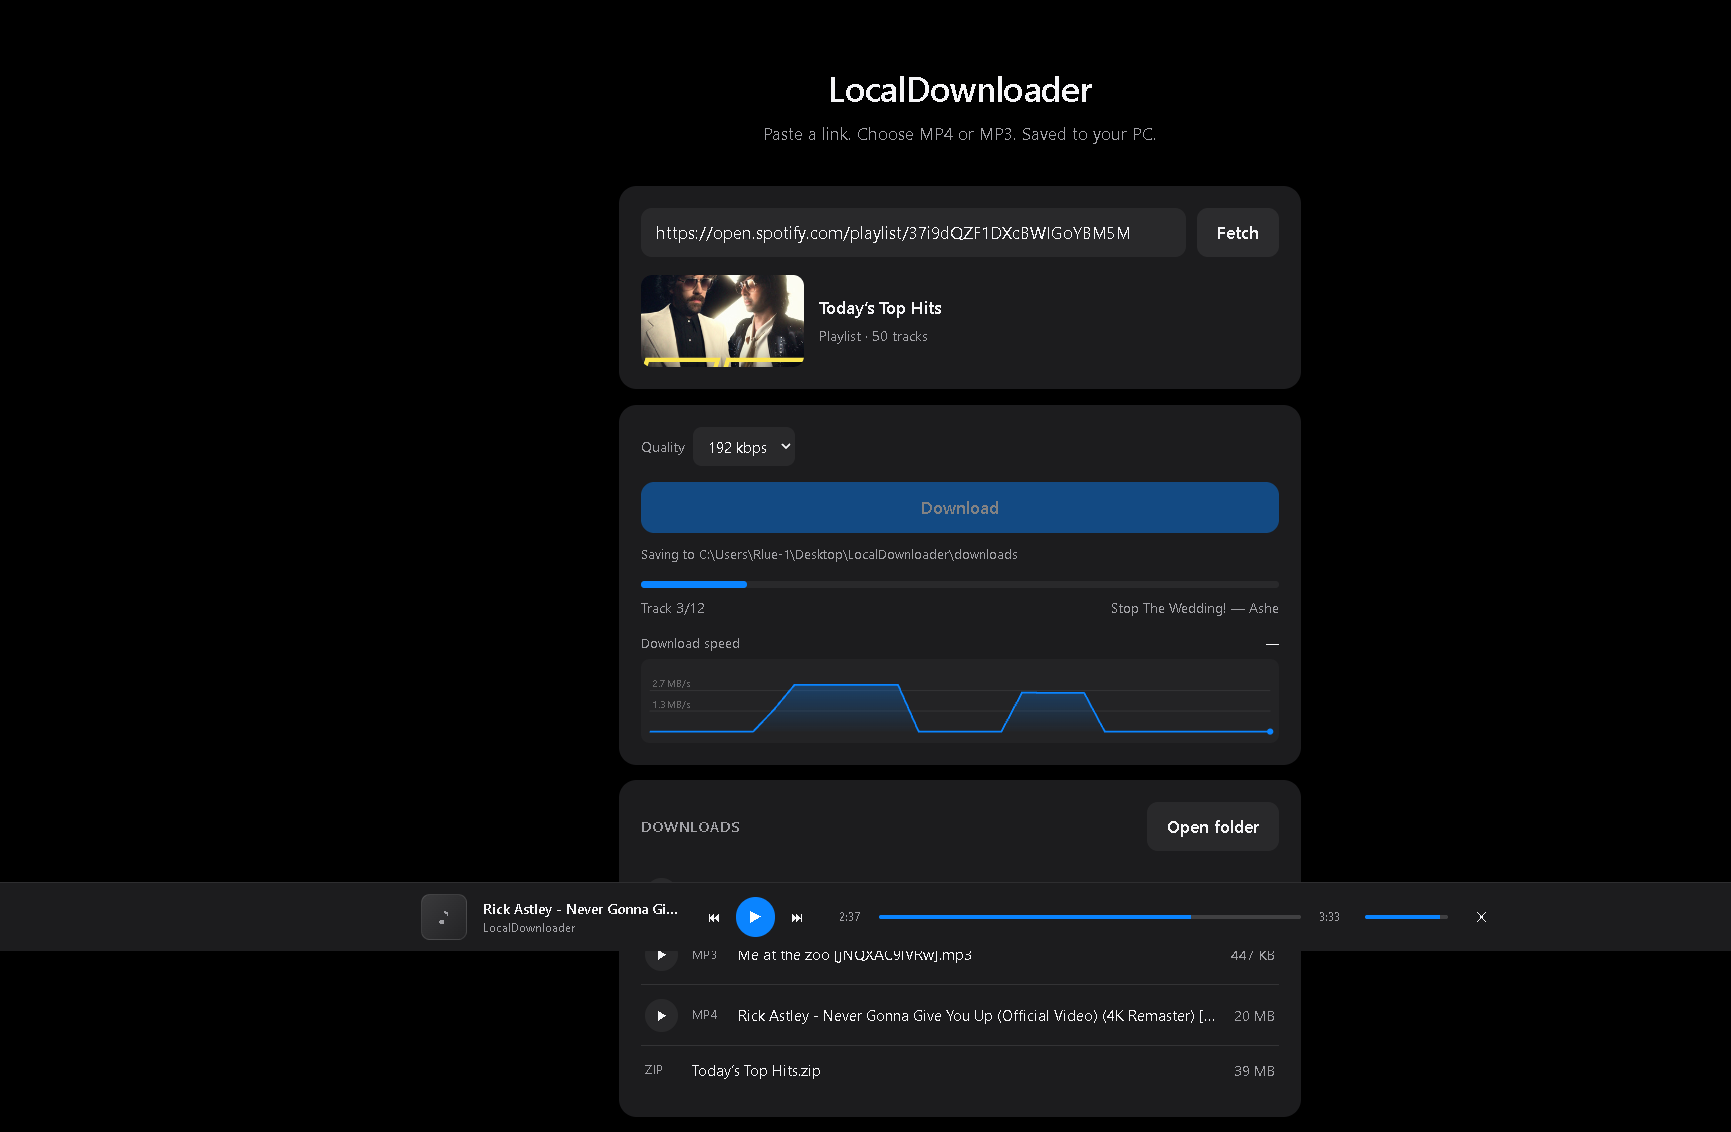 LocalDownloader
Paste a link. Choose MP4 or MP3. Saved to your PC.
https://open.spotify.com/playlist/37i9dQZF1DXcBWIGoYBM5M
Fetch
Today's Top Hits
Playlist · 50 tracks
Quality
192 kbps
Download
Saving to C:\Users\Rlue-1\Desktop\LocalDownloader\downloads
Track 3/12
Stop The Wedding! — Ashe
Download speed
—
2.7 MB/s
1.3 MB/s
DOWNLOADS
Open folder
Rick Astley - Never Gonna Gi...
LocalDownloader
2:37
3:33
MP3
Me at the zoo [jNQXAC9IVRw].mp3
447 KB
MP4
Rick Astley - Never Gonna Give You Up (Official Video) (4K Remaster) [...
20 MB
ZIP
Today's Top Hits.zip
39 MB